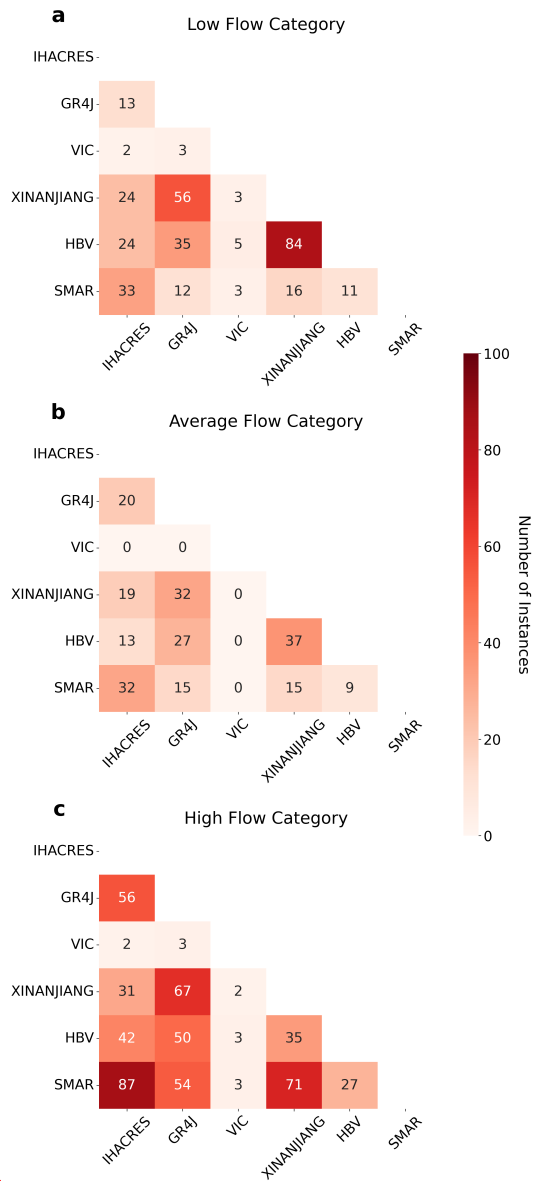 a
Low Flow Category
IHACRES
GR4J 13
VIC 2 3
XINANJIANG 24 56 3
HBV 24 35 5 84
SMAR 33 12 3 16 11
IHACRES GR4J VIC XINANJIANG HBV SMAR
b
Average Flow Category
IHACRES
GR4J 20
VIC 0 0
XINANJIANG 19 32 0
HBV 13 27 0 37
SMAR 32 15 0 15 9
IHACRES GR4J VIC XINANJIANG HBV SMAR
c
High Flow Category
IHACRES
GR4J 56
VIC 2 3
XINANJIANG 31 67 2
HBV 42 50 3 35
SMAR 87 54 3 71 27
IHACRES GR4J VIC XINANJIANG HBV SMAR
100
80
60
40
20
0
Number of Instances